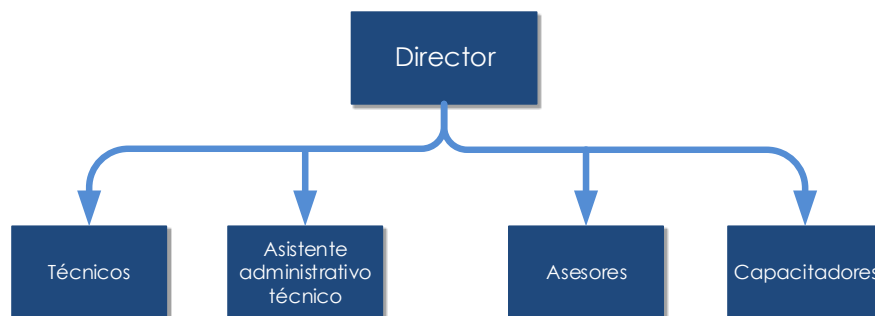 Director
Técnicos
Asistente
administrativo
técnico
Asesores
Capacitadores